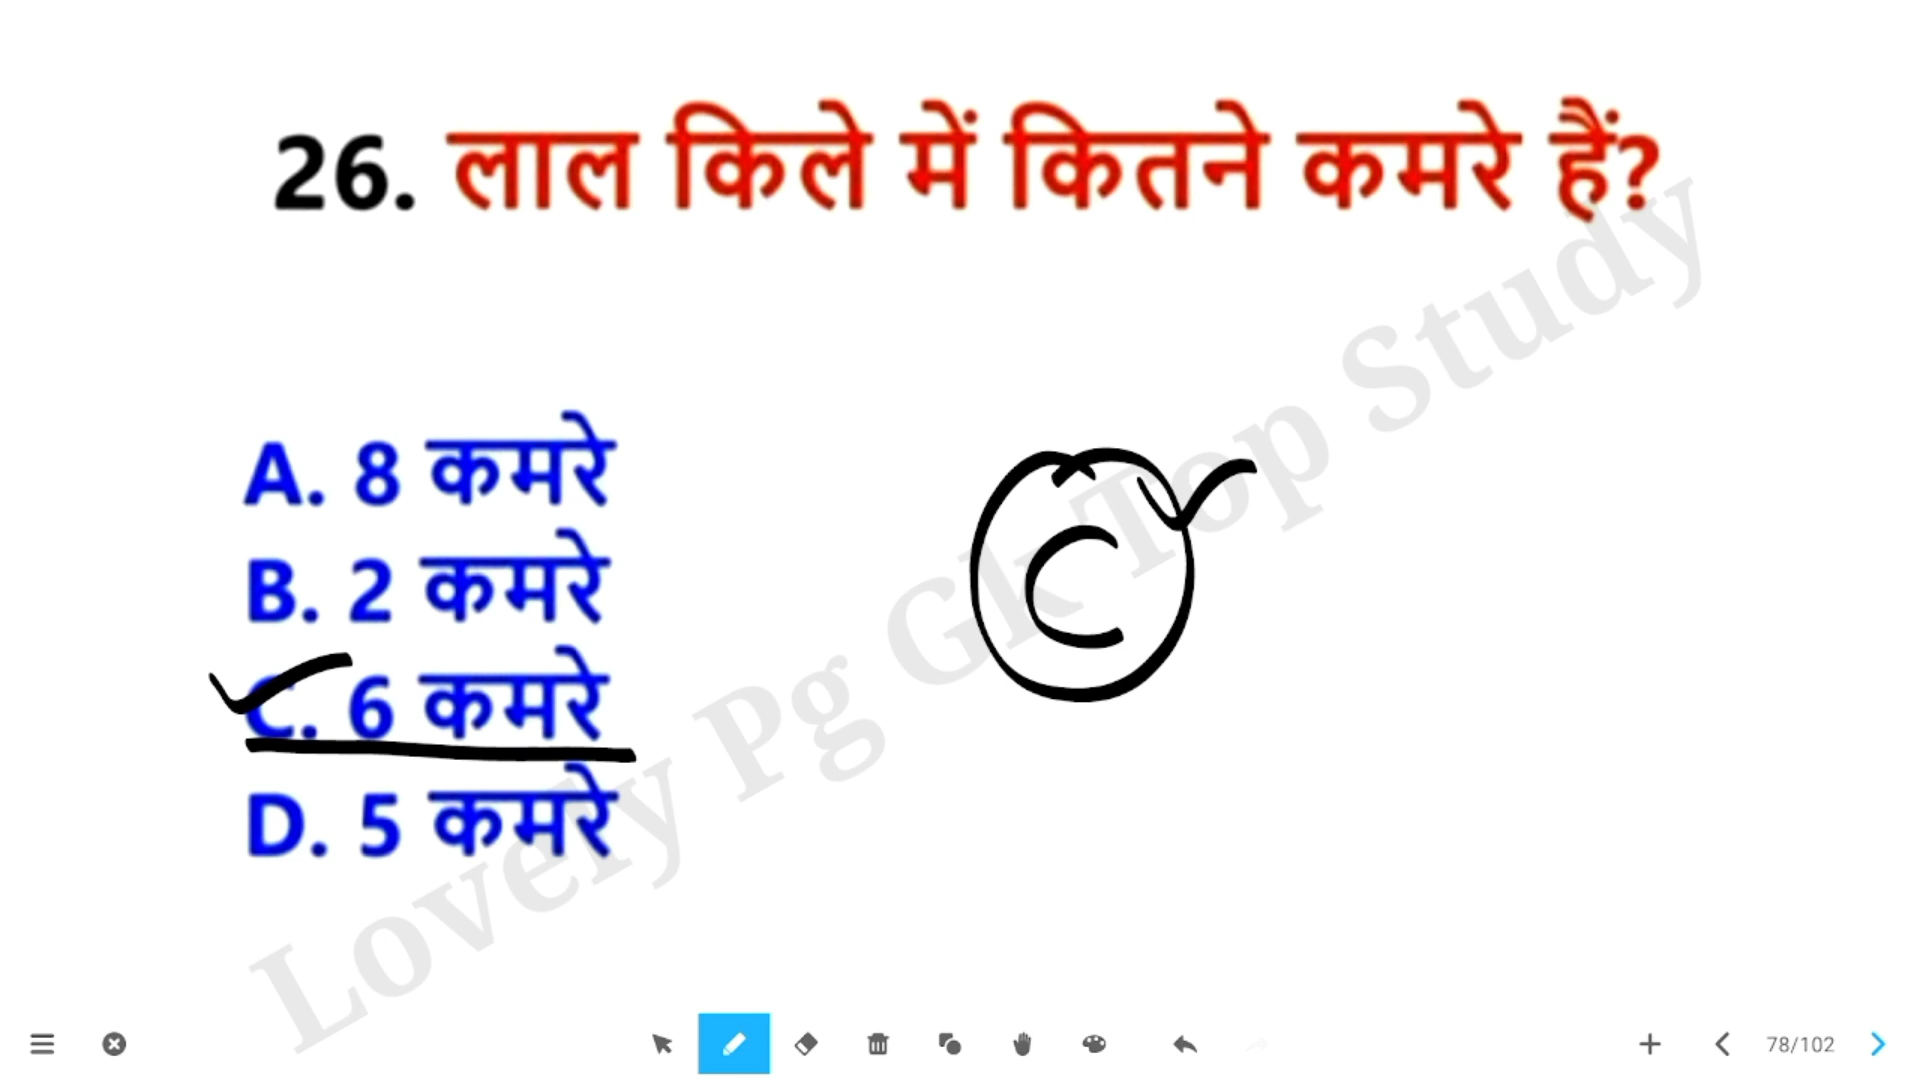 26. लाल किले में कितने कमरे हैं?
A. 8 कमरे
B. 2 कमरे
C. 6 कमरे
D. 5 कमरे
C
Lovely Pg Gk Top Study
78/102